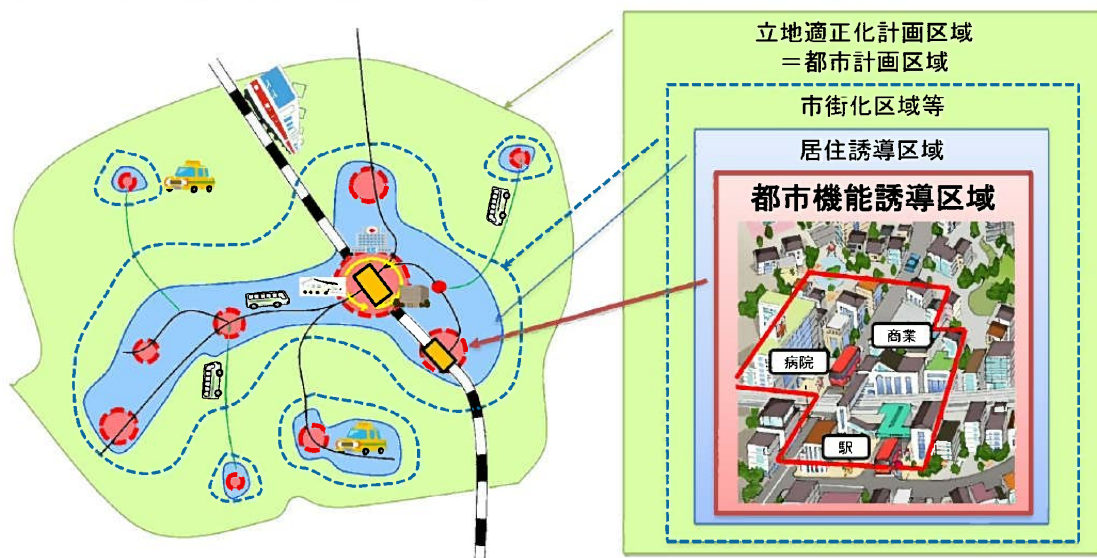 立地適正化計画区域
＝都市計画区域
市街化区域等
居住誘導区域
都市機能誘導区域
商業
病院
駅